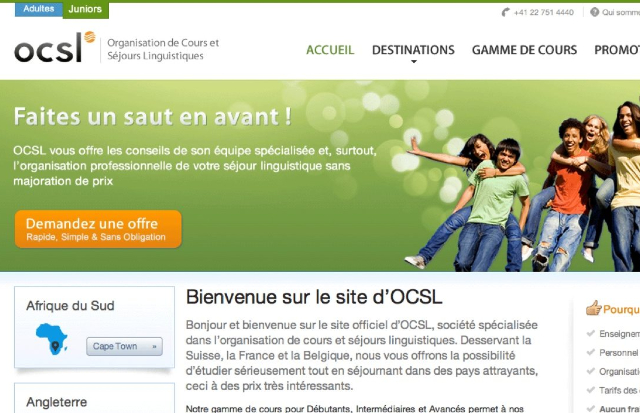 Adultes
Juniors
+41 22 751 4440
Qui somm
ocsl
Organisation de Cours et
Séjours Linguistiques
ACCUEIL
DESTINATIONS
GAMME DE COURS
PROMOT
Faites un saut en avant !
OCSL vous offre les conseils de son équipe spécialisée et, surtout,
l'organisation professionnelle de votre séjour linguistique sans
majoration de prix
Demandez une offre
Rapide, Simple & Sans Obligation
Afrique du Sud
Cape Town »
Angleterre
Bienvenue sur le site d'OCSL
Bonjour et bienvenue sur le site officiel d'OCSL, société spécialisée
dans l'organisation de cours et séjours linguistiques. Desservant la
Suisse, la France et la Belgique, nous vous offrons la possibilité
d'étudier sérieusement tout en séjournant dans des pays attrayants,
ceci à des prix très intéressants.
Notre gamme de cours pour Débutants, Intermédiaires et Avancés permet à nos
Pourqu
Enseignem
Personnel
Organisati
Tarifs des
Aucun fra